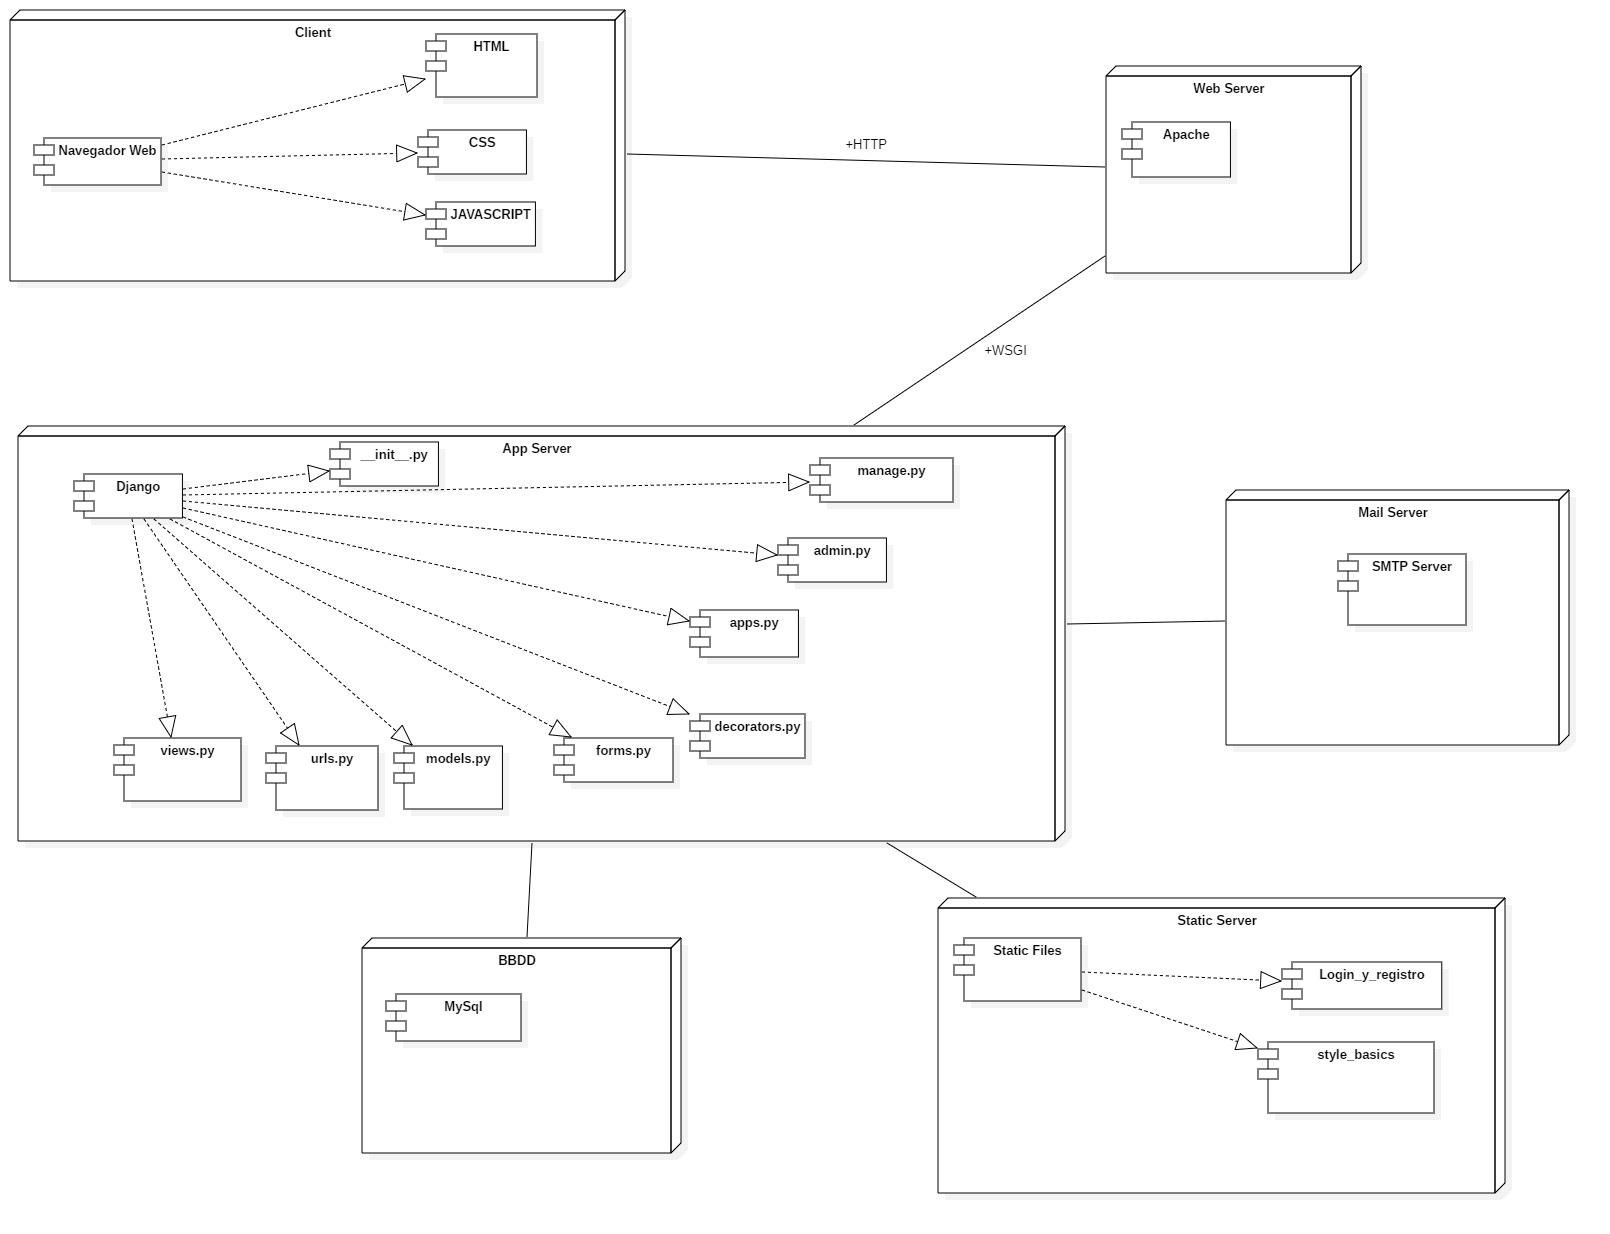 Client
HTML
Navegador Web
CSS
JAVASCRIPT
+HTTP
Web Server
Apache
+WSGI
App Server
__init__.py
Django
manage.py
admin.py
apps.py
decorators.py
views.py
urls.py
models.py
forms.py
Mail Server
SMTP Server
BBDD
MySql
Static Server
Static Files
Login_y_registro
style_basics